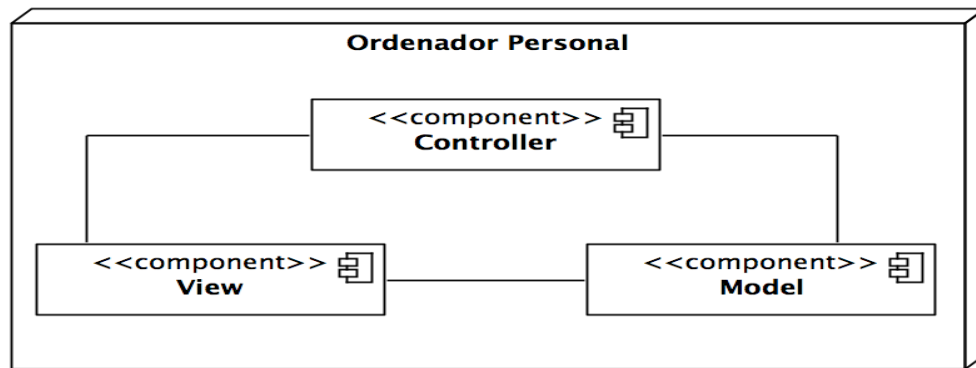 Ordenador Personal
<<component>>
Controller
<<component>>
View
<<component>>
Model